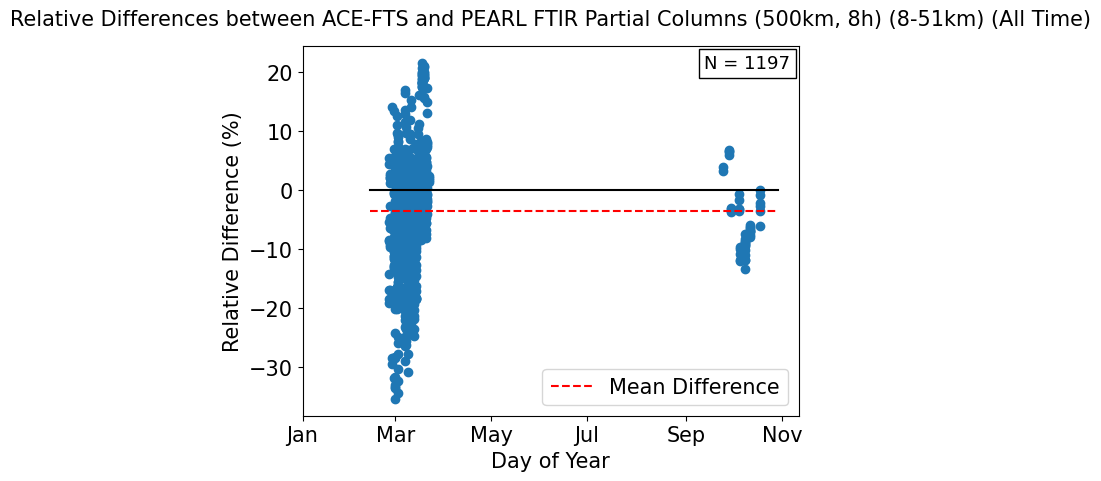 Relative Differences between ACE-FTS and PEARL FTIR Partial Columns (500km, 8h) (8-51km) (All Time)
N = 1197
Relative Difference (%)
20
10
0
−10
−20
−30
Mean Difference
Jan Mar May Jul Sep Nov
Day of Year